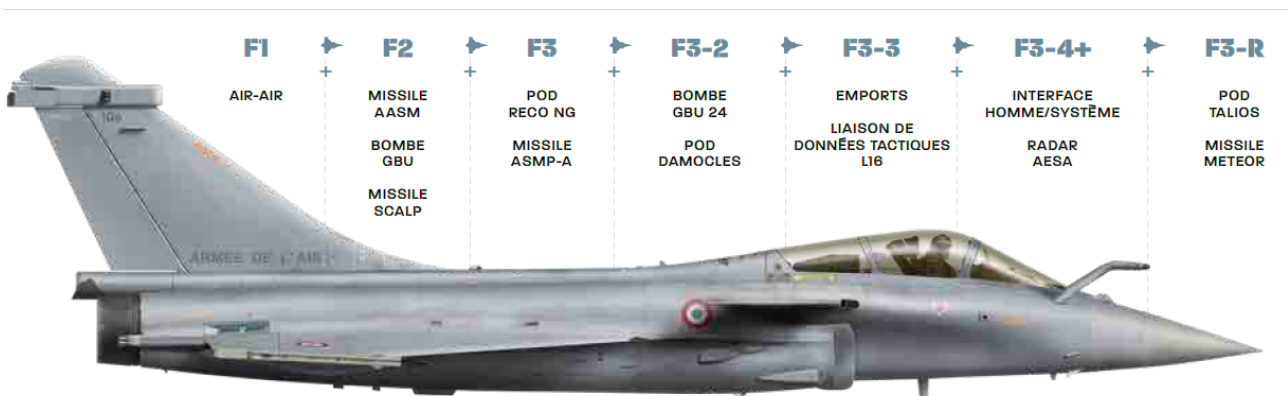 F1
AIR-AIR
+
F2
MISSILE
AASM
BOMBE
GBU
MISSILE
SCALP
+
F3
POD
RECO NG
MISSILE
ASMP-A
+
F3-2
BOMBE
GBU 24
POD
DAMOCLES
+
F3-3
EMPORTS
LIAISON DE
DONNÉES TACTIQUES
L16
+
F3-4+
INTERFACE
HOMME/SYSTÈME
RADAR
AESA
+
F3-R
POD
TALIOS
MISSILE
METEOR
ARMEE DE L'AIR